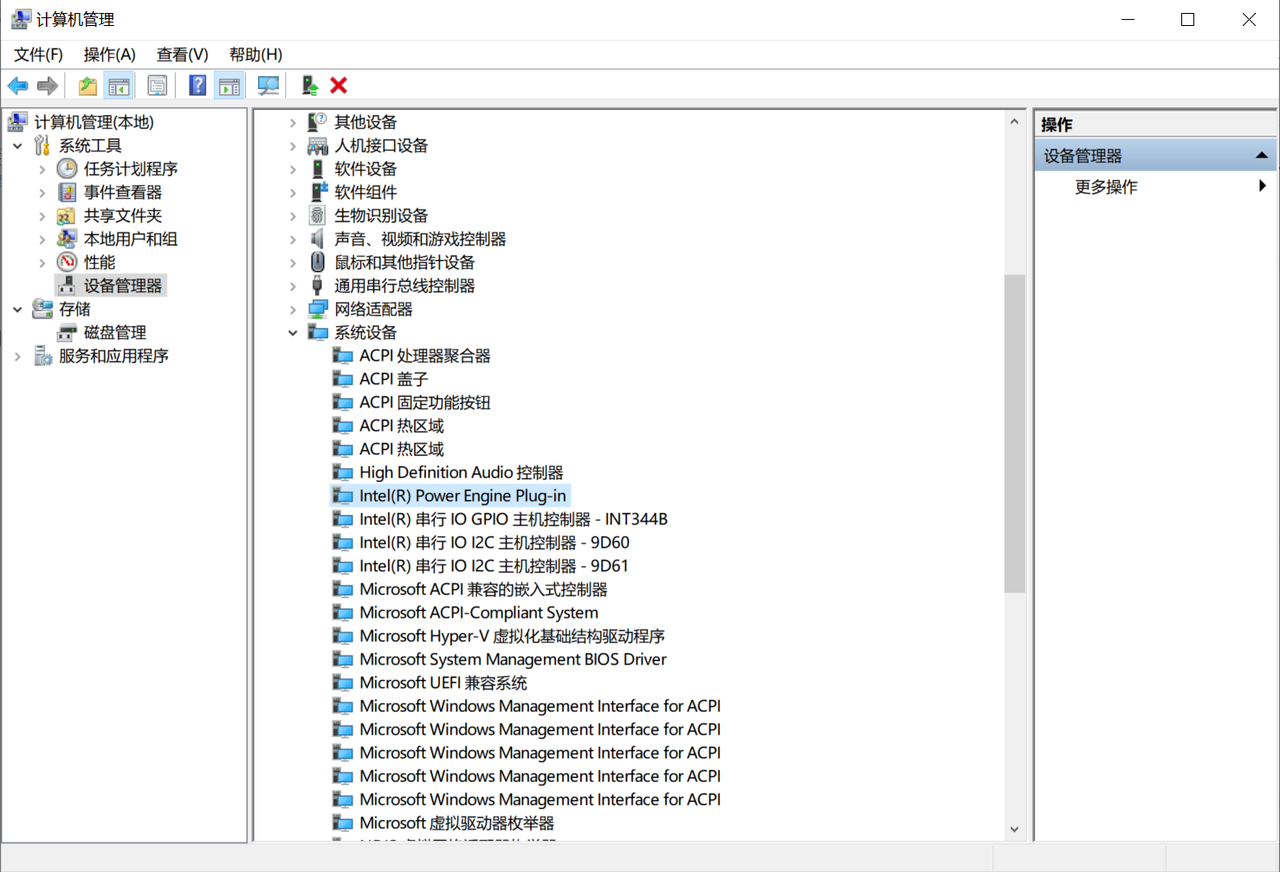 计算机管理
文件(F) 操作(A) 查看(V) 帮助(H)
计算机管理(本地)
系统工具
任务计划程序
事件查看器
共享文件夹
本地用户和组
性能
设备管理器
存储
磁盘管理
服务和应用程序
其他设备
人机接口设备
软件设备
软件组件
生物识别设备
声音、视频和游戏控制器
鼠标和其他指针设备
通用串行总线控制器
网络适配器
系统设备
ACPI 处理器聚合器
ACPI 盖子
ACPI 固定功能按钮
ACPI 热区域
ACPI 热区域
High Definition Audio 控制器
Intel(R) Power Engine Plug-in
Intel(R) 串行 IO GPIO 主机控制器 - INT344B
Intel(R) 串行 IO I2C 主机控制器 - 9D60
Intel(R) 串行 IO I2C 主机控制器 - 9D61
Microsoft ACPI 兼容的嵌入式控制器
Microsoft ACPI-Compliant System
Microsoft Hyper-V 虚拟化基础结构驱动程序
Microsoft System Management BIOS Driver
Microsoft UEFI 兼容系统
Microsoft Windows Management Interface for ACPI
Microsoft Windows Management Interface for ACPI
Microsoft Windows Management Interface for ACPI
Microsoft Windows Management Interface for ACPI
Microsoft Windows Management Interface for ACPI
Microsoft 虚拟驱动器枚举器
操作
设备管理器
更多操作